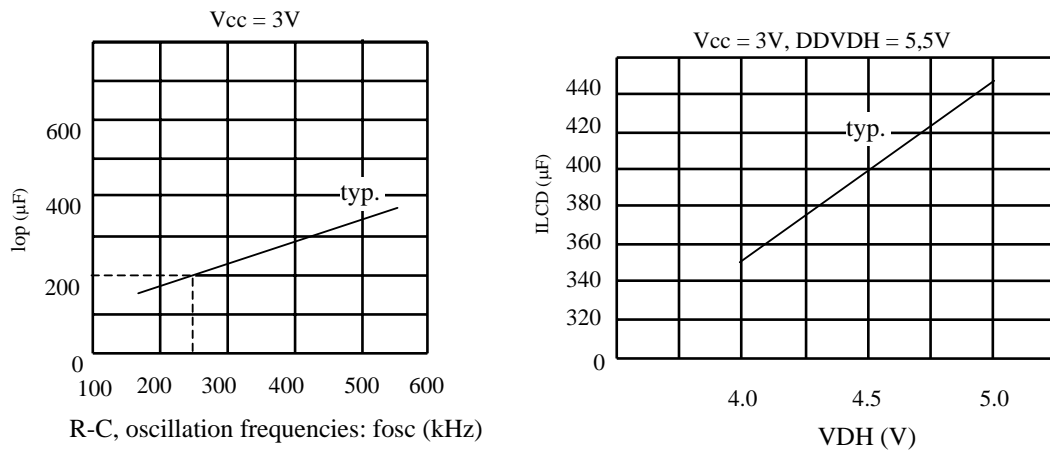 Vcc = 3V
600
400
200
0
Iop (µF)
typ.
100 200 300 400 500 600
R-C, oscillation frequencies: fosc (kHz)
Vcc = 3V, DDVDH = 5,5V
440
420
400
380
360
340
320
0
ILCD (µF)
typ.
4.0 4.5 5.0
VDH (V)